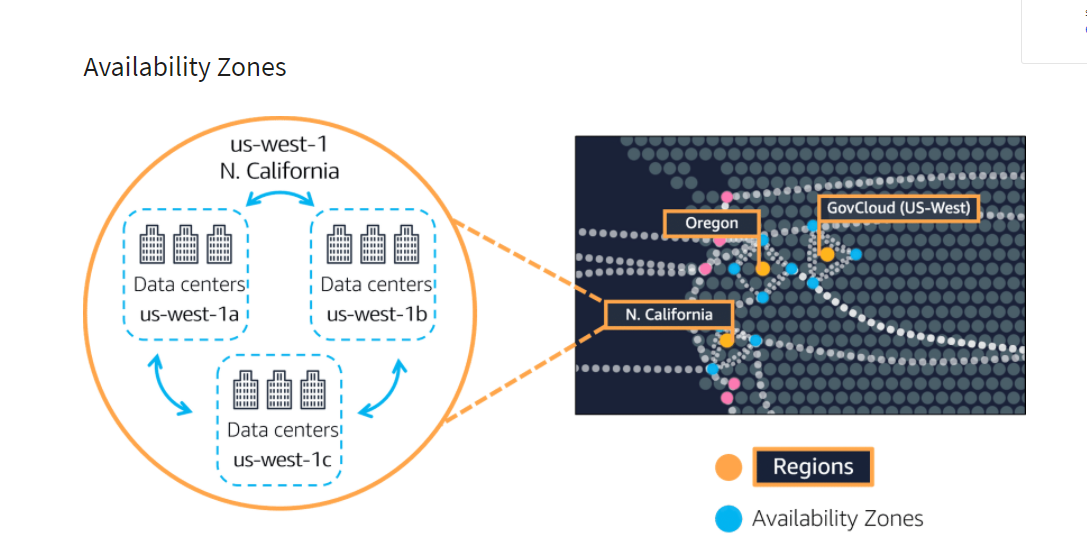 Availability Zones
us-west-1
N. California
Data centers
us-west-1a
Data centers
us-west-1b
Data centers
us-west-1c
Oregon
GovCloud (US-West)
N. California
Regions
Availability Zones